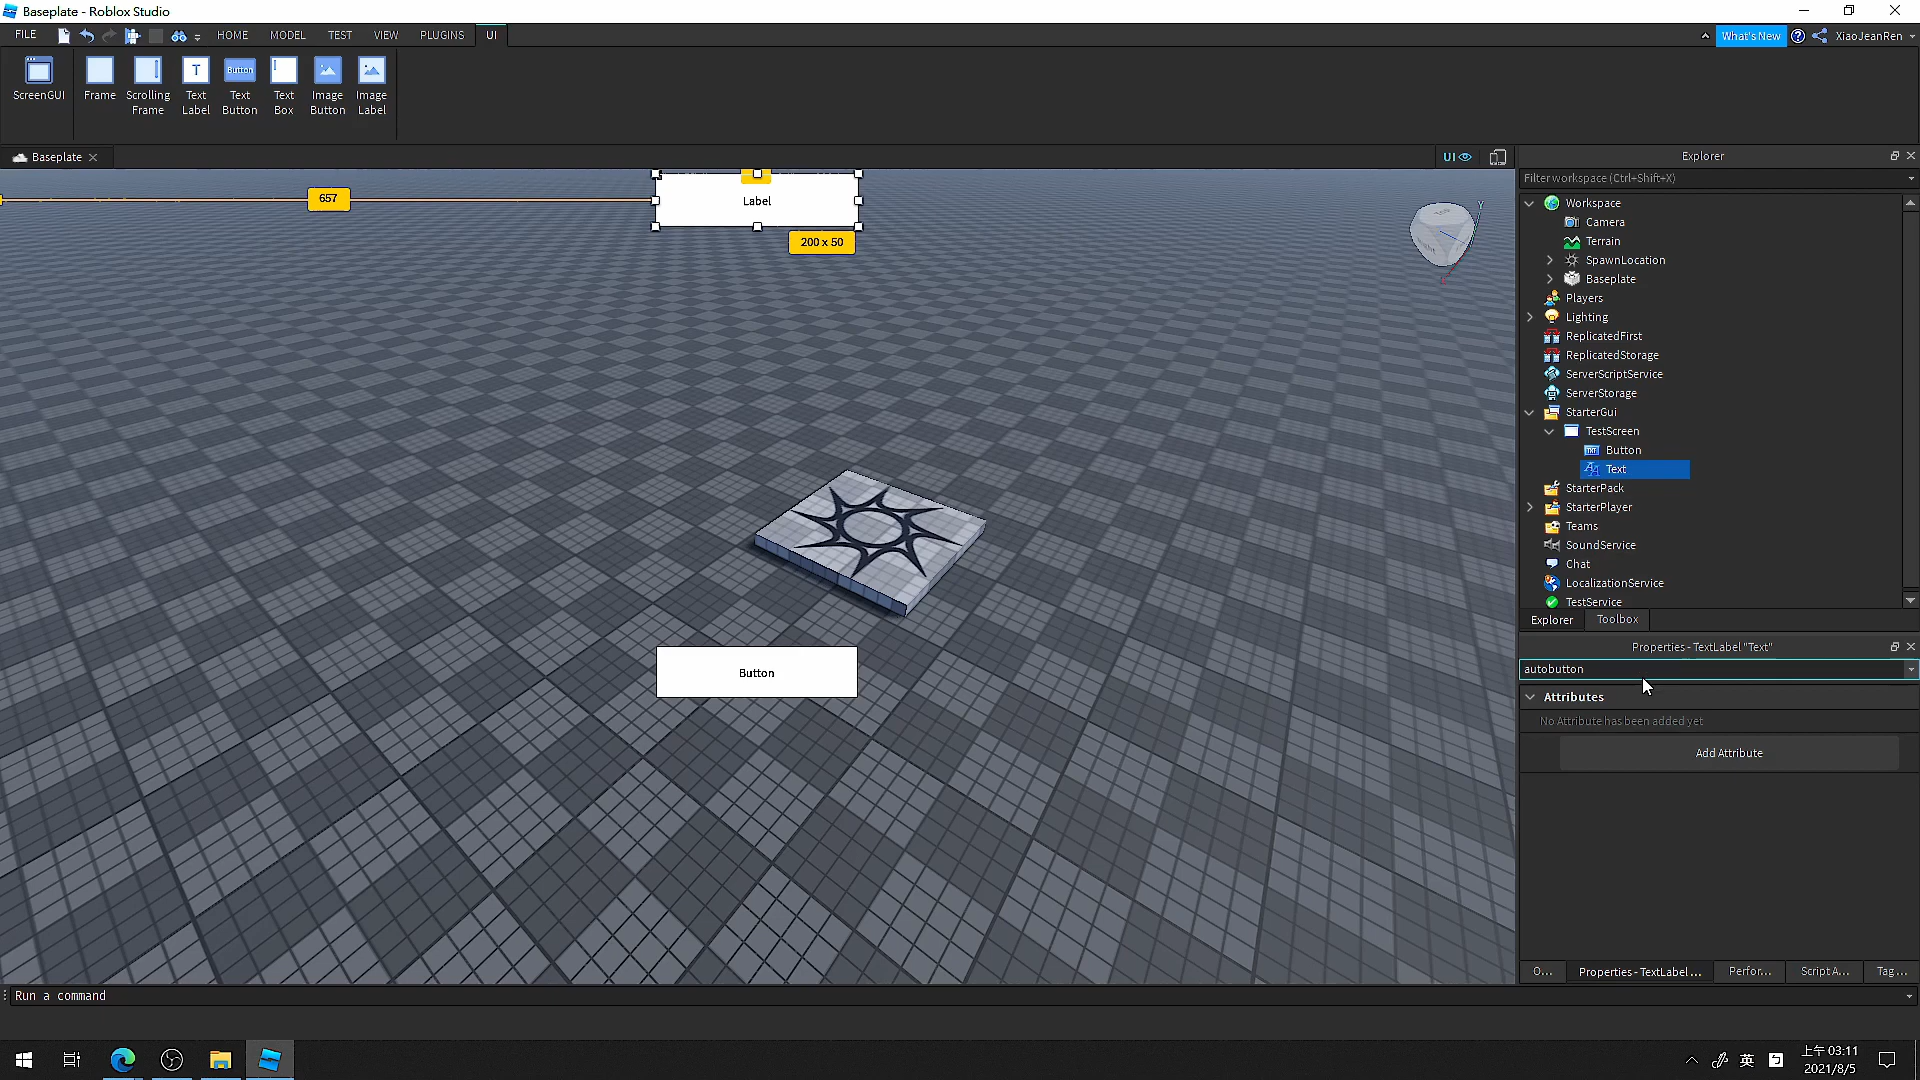 Baseplate - Roblox Studio
FILE HOME MODEL TEST VIEW PLUGINS UI What's New XiaoJeanRen
ScreenGUI
Frame
Scrolling Frame
Text Label
Button
Text Button
Text Box
Image Button
Image Label
Baseplate
UI
657
Label
200 x 50
Button
Explorer
Filter workspace (Ctrl+Shift+X)
Workspace
Camera
Terrain
SpawnLocation
Baseplate
Players
Lighting
ReplicatedFirst
ReplicatedStorage
ServerScriptService
ServerStorage
StarterGui
TestScreen
Button
Text
StarterPack
StarterPlayer
Teams
SoundService
Chat
LocalizationService
TestService
Explorer Toolbox
Properties - TextLabel "Text"
autobutton
Attributes
No Attribute has been added yet
Add Attribute
O... Properties - TextLabel ... Perfor... Script A... Tag ...
Run a command
英
上午 03:11
2021/8/5